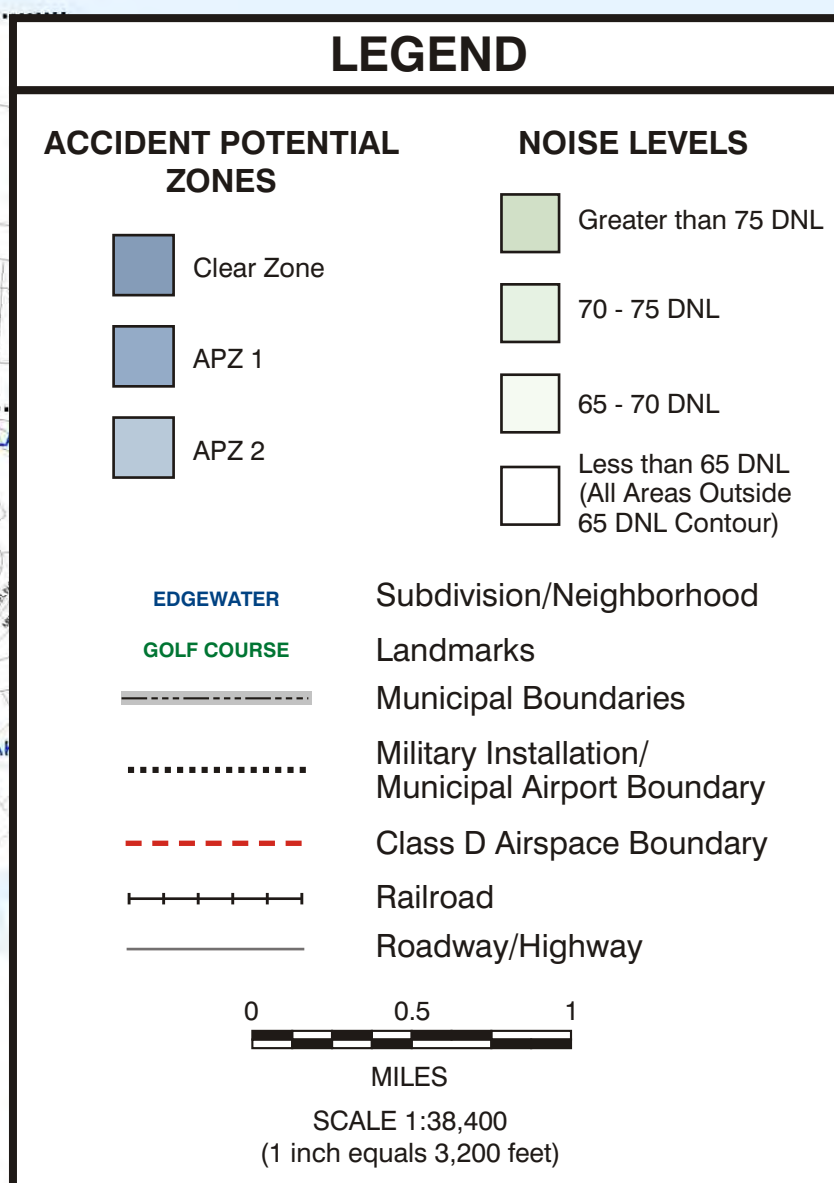 LEGEND
ACCIDENT POTENTIAL
ZONES
Clear Zone
APZ 1
APZ 2
NOISE LEVELS
Greater than 75 DNL
70 - 75 DNL
65 - 70 DNL
Less than 65 DNL
(All Areas Outside
65 DNL Contour)
EDGEWATER Subdivision/Neighborhood
GOLF COURSE Landmarks
Municipal Boundaries
Military Installation/
Municipal Airport Boundary
Class D Airspace Boundary
Railroad
Roadway/Highway
0 0.5 1
MILES
SCALE 1:38,400
(1 inch equals 3,200 feet)